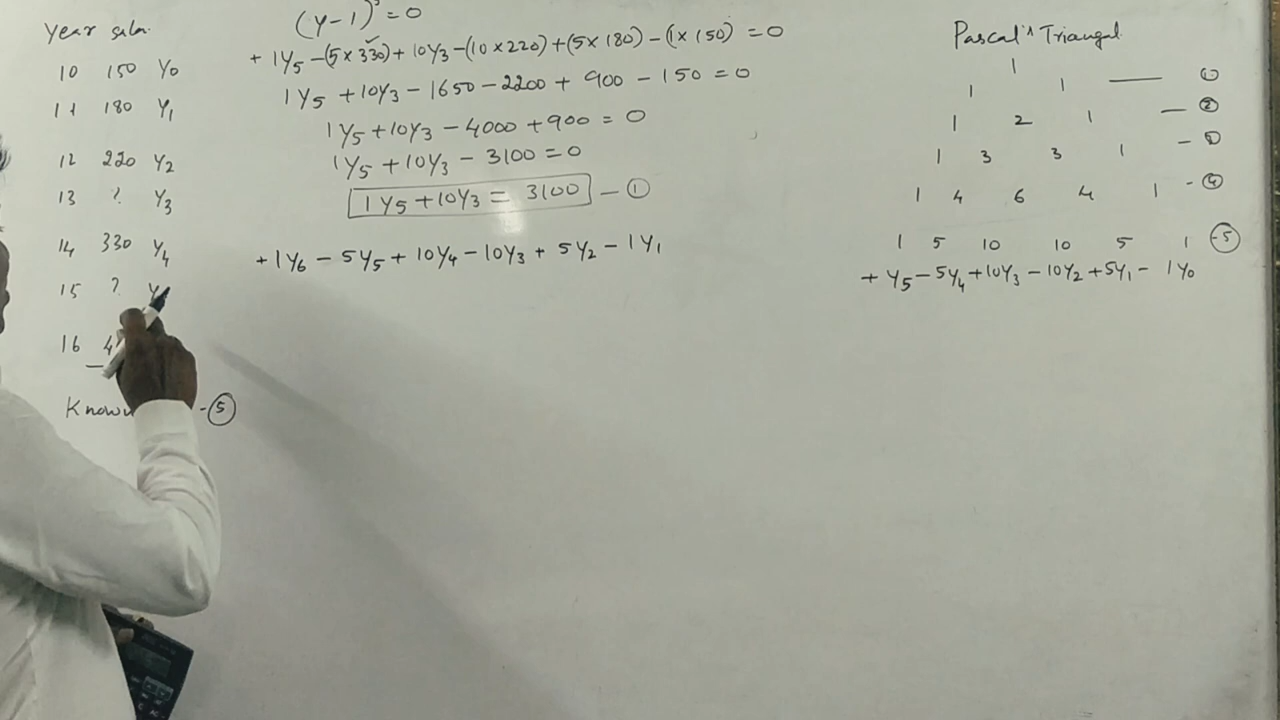 Year
10 150 Y0
11 180 Y1
12 220 Y2
13 ? Y3
14 330 Y4
15 ? Y
16 4
- 5
(y-1)⁵=0
+ 1Y5 -(5 x 330)+ 10Y3-(10 x 220)+(5 x 180) - (1 x 150) = 0
1Y5 +10Y3 - 1650 - 2200 + 900 - 150 = 0
1Y5 +10Y3 - 4000 +900 = 0
1Y5 +10Y3 - 3100 = 0
1Y5 +10Y3 = 3100 - 1
+1Y6 - 5Y5 + 10Y4 - 10Y3 + 5Y2 - 1Y1
Pascal's Triangal
1
1 1 — 1
1 2 1 — 2
1 3 3 1 -
1 4 6 4 1 - 4
1 5 10 10 5 1 - 5
+ Y5 - 5Y4 + 10Y3 - 10Y2 + 5Y1 - 1Y0